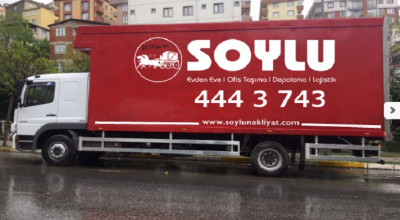 SOYLU
Evden Eve | Ofis Taşıma | Depolama | Lojistik
444 3 743
www.soylunakliyat.com